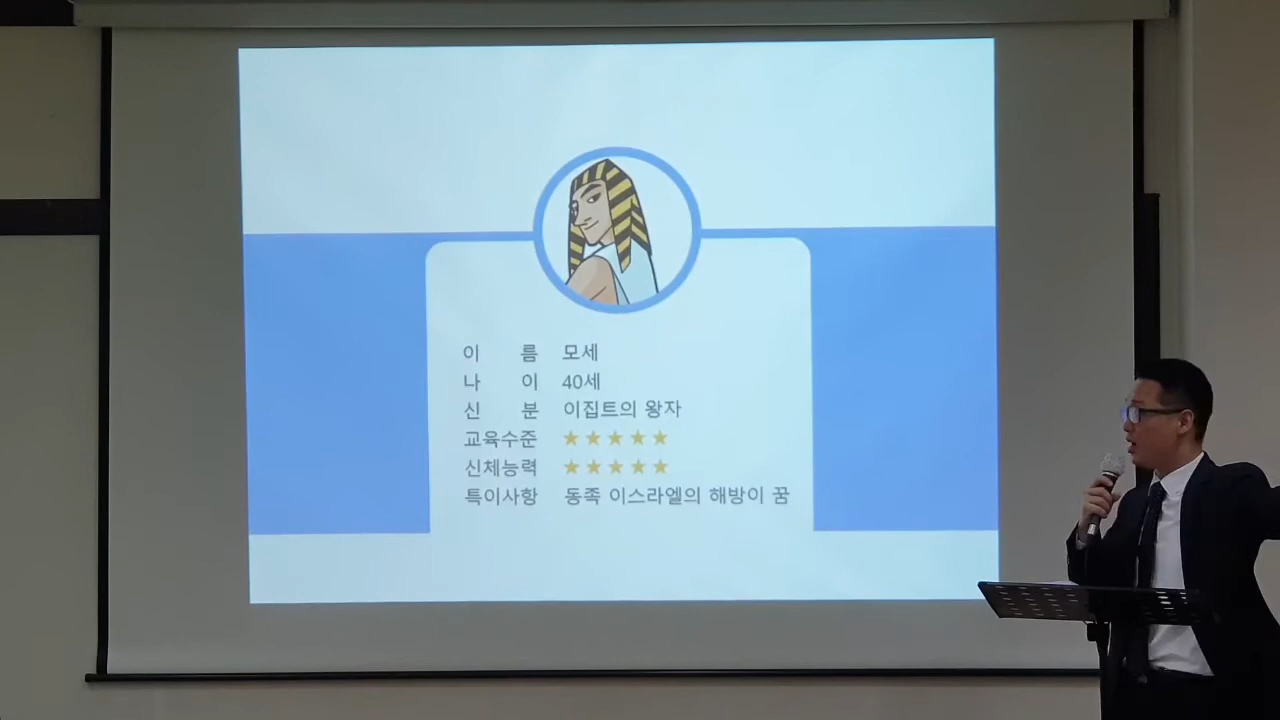 이 름 모세
나 이 40세
신 분 이집트의 왕자
교육수준 ★★★★★
신체능력 ★★★★★
특이사항 동족 이스라엘의 해방이 꿈